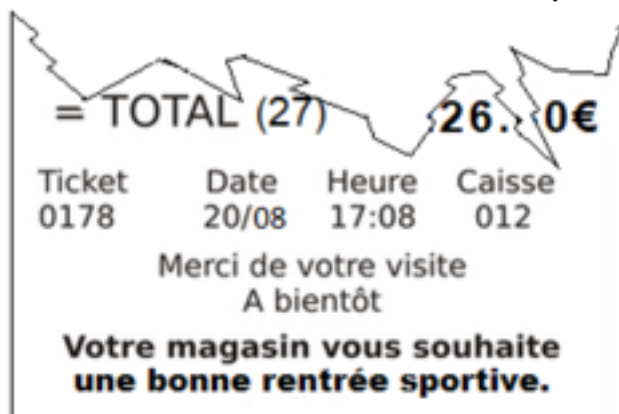 = TOTAL (27)
Ticket Date Heure Caisse
0178 20/08 17:08 012
Merci de votre visite
A bientôt
Votre magasin vous souhaite
une bonne rentrée sportive.